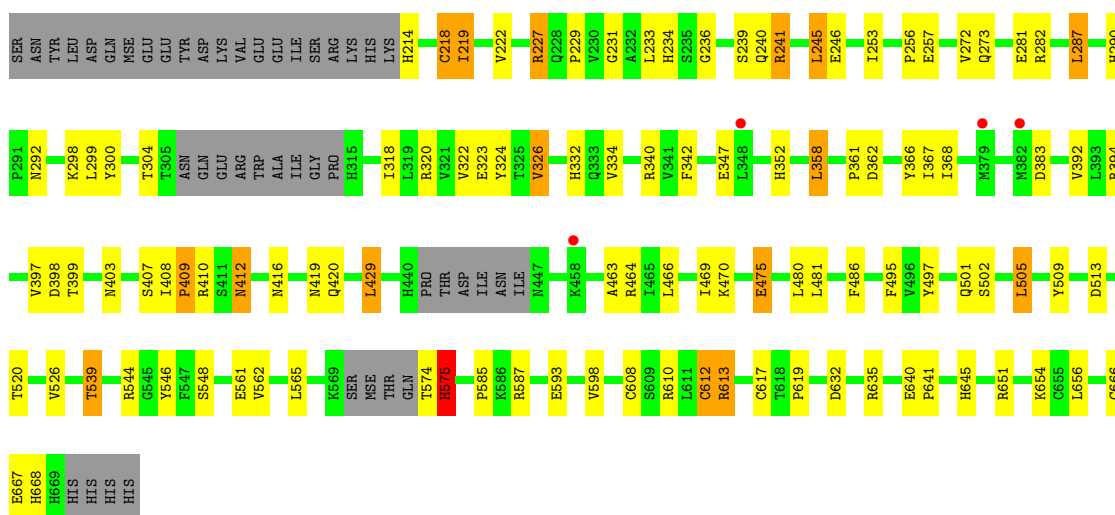 SER ASN TYR LEU ASP GLN MSE GLU GLU TYR ASP LYS VAL GLU GLU ILE SER ARG LYS HIS LYS H214 C218 I219 V222 R227 Q228 P229 V230 G231 A232 L233 H234 S235 G236 S239 Q240 R241 L245 E246 I253 P256 E257 V272 Q273 E281 R282 L287
P291 N292 K298 L299 Y300 T304 T305 ASN GLN GLU ARG TRP ALA ILE GLY PRO H315 I318 L319 R320 V321 V322 E323 Y324 T325 V326 H332 Q333 V334 R340 V341 F342 E347 L348 H352 L358 P361 D362 Y366 I367 I368 M379 M382 D383 V392 L393
V397 D398 T399 N403 S407 I408 P409 R410 S411 N412 N416 N419 Q420 L429 H440 PRO THR ASP ILE ASN ILE N447 K458 A463 R464 I465 L466 I469 K470 E475 L480 L481 F486 F495 V496 Y497 Q501 S502 L505 Y509 D513
T520 V526 T539 R544 G545 Y546 F547 S548 E561 V562 L565 K569 SER MSE THR GLN T574 H575 P585 K586 R587 E593 V598 C608 S609 R610 L611 C612 R613 C617 T618 P619 D632 R635 E640 P641 H645 R651 K654 C655 L656
E667 H668 H669 HIS HIS HIS HIS